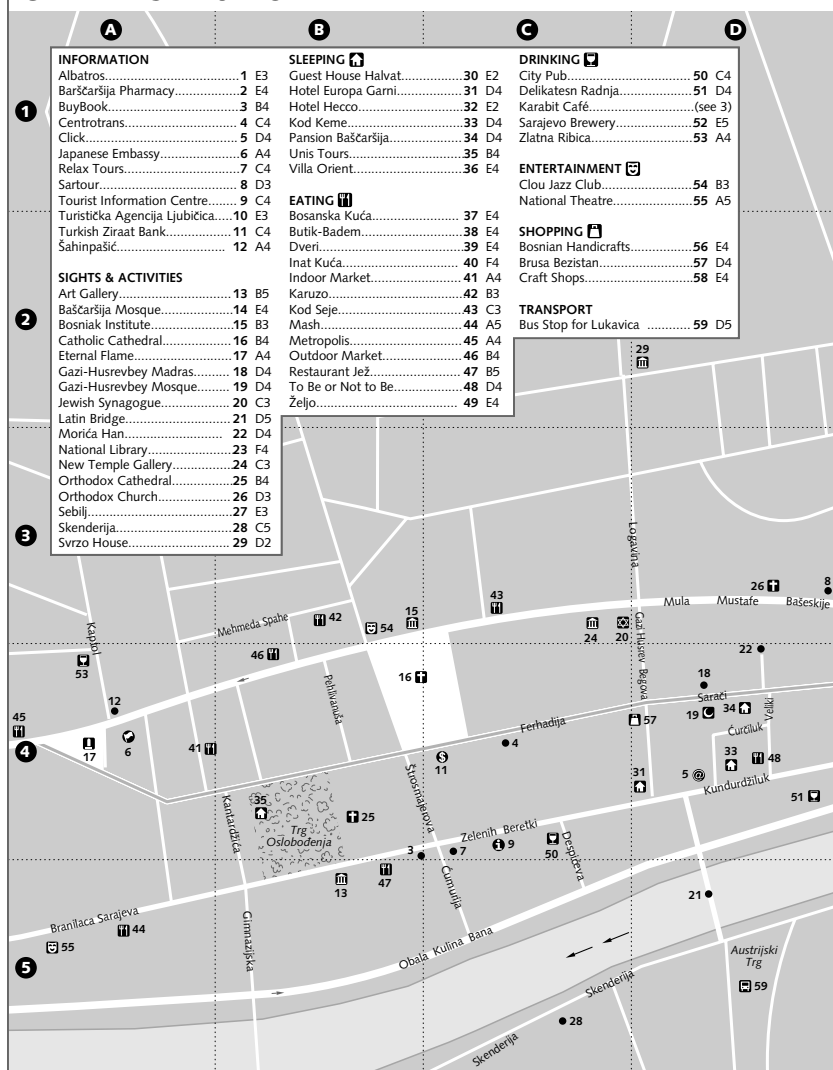 A B C D
INFORMATION
Albatros 1 E3
Barščaršija Pharmacy 2 E4
BuyBook 3 B4
Centrotrans 4 C4
Click 5 D4
Japanese Embassy 6 A4
Relax Tours 7 C4
Sartour 8 D3
Tourist Information Centre 9 C4
Turistička Agencija Ljubičica 10 E3
Turkish Ziraat Bank 11 C4
Šahinpašić 12 A4
SIGHTS & ACTIVITIES
Art Gallery 13 B5
Baščaršija Mosque 14 E4
Bosniak Institute 15 B3
Catholic Cathedral 16 B4
Eternal Flame 17 A4
Gazi-Husrevbey Madras 18 D4
Gazi-Husrevbey Mosque 19 D4
Jewish Synagogue 20 C3
Latin Bridge 21 D5
Morića Han 22 D4
National Library 23 F4
New Temple Gallery 24 C3
Orthodox Cathedral 25 B4
Orthodox Church 26 D3
Sebilj 27 E3
Skenderija 28 C5
Svrzo House 29 D2
SLEEPING
Guest House Halvat 30 E2
Hotel Europa Garni 31 D4
Hotel Hecco 32 E2
Kod Keme 33 D4
Pansion Baščaršija 34 D4
Unis Tours 35 B4
Villa Orient 36 E4
EATING
Bosanska Kuća 37 E4
Butik-Badem 38 E4
Dveri 39 E4
Inat Kuća 40 F4
Indoor Market 41 A4
Karuzo 42 B3
Kod Seje 43 C3
Mash 44 A5
Metropolis 45 A4
Outdoor Market 46 B4
Restaurant Jež 47 B5
To Be or Not to Be 48 D4
Željo 49 E4
DRINKING
City Pub 50 C4
Delikatesn Radnja 51 D4
Karabit Café (see 3)
Sarajevo Brewery 52 E5
Zlatna Ribica 53 A4
ENTERTAINMENT
Clou Jazz Club 54 B3
National Theatre 55 A5
SHOPPING
Bosnian Handicrafts 56 E4
Brusa Bezistan 57 D4
Craft Shops 58 E4
TRANSPORT
Bus Stop for Lukavica 59 D5
1
2
3
4
5
29
Logavina
26
8
43
Mula Mustafe Bašeskije
42
15
54
Mehmeda Spahe
Kaptol
24
20
Gazi Husrev Begova
22
46
53
16
Pehlivanuša
18
Sarači
12
45
34
19
Veliki
57
Ferhadija
Ćurčiluk
17
6
41
4
11
33
48
5 @
31
Kundurdžiluk
Štrosmajerova
51
35
Kantardžića
25
Trg
Oslobođenja
Zelenih Beretki
Despićeva
9
50
3
7
47
13
Čumurija
21
Branilaca Sarajeva
44
55
Gimnazijska
Obala Kulina Bana
Austrijski
Trg
59
Skenderija
28
Skenderija